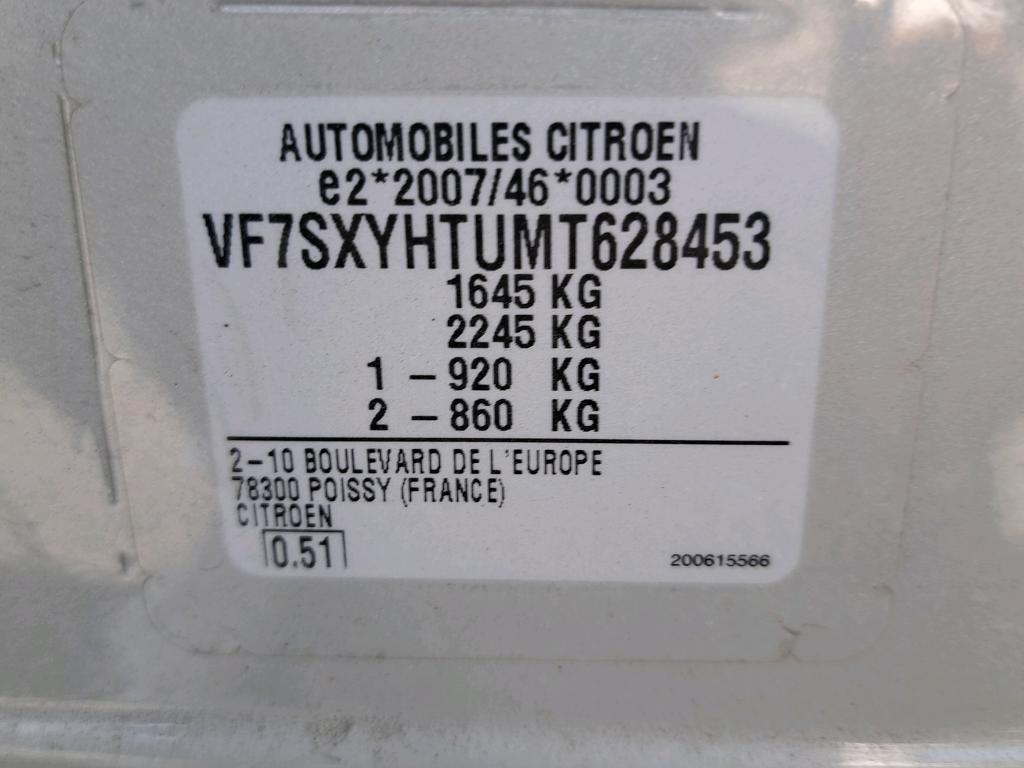 AUTOMOBILES CITROEN
e2*2007/46*0003
VF7SXYHTUMT628453
1645 KG
2245 KG
1 – 920 KG
2 – 860 KG
2-10 BOULEVARD DE L'EUROPE
78300 POISSY (FRANCE)
CITROEN
0.51
200615566